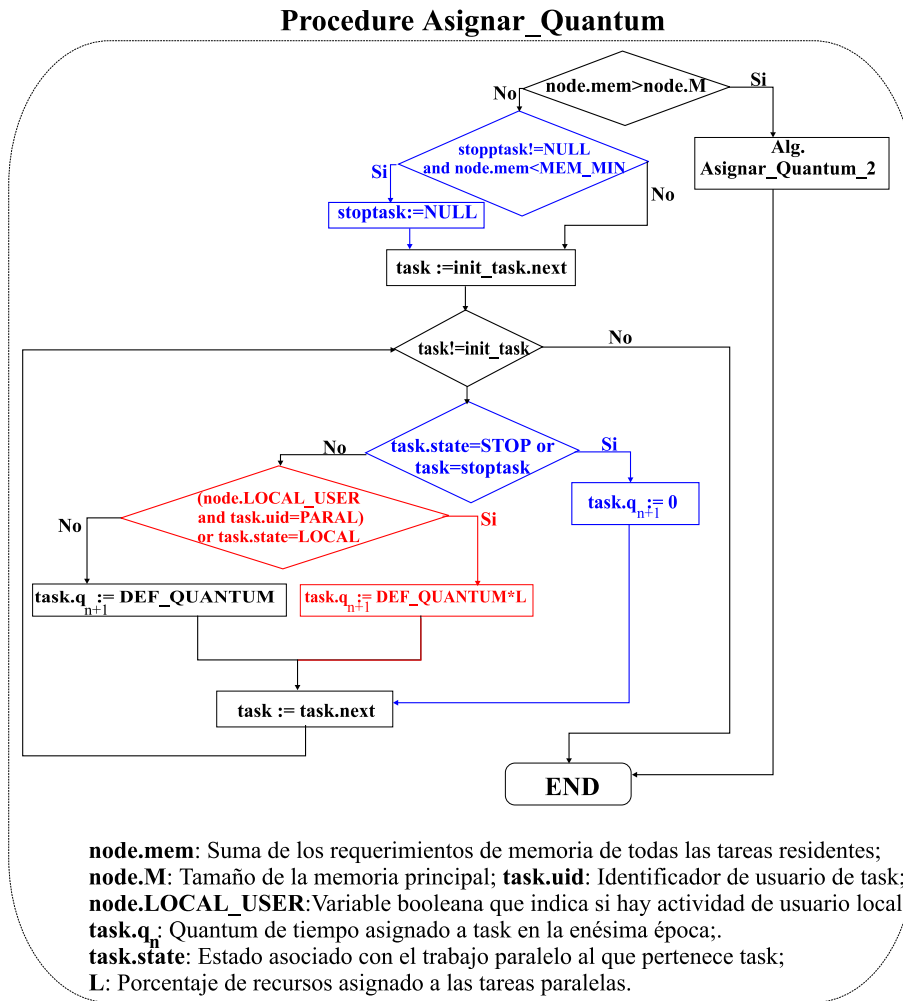 Procedure Asignar_Quantum
node.mem>node.M
Si
No
Alg.
Asignar_Quantum_2
stopptask!=NULL
and node.mem<MEM_MIN
Si
No
stoptask:=NULL
task :=init_task.next
task!=init_task
No
task.state=STOP or
task=stoptask
Si
No
task.q n+1 := 0
(node.LOCAL_USER
and task.uid=PARAL)
or task.state=LOCAL
No
Si
task.q n+1 := DEF_QUANTUM
task.q n+1 := DEF_QUANTUM*L
task := task.next
END
node.mem: Suma de los requerimientos de memoria de todas las tareas residentes;
node.M: Tamaño de la memoria principal; task.uid: Identificador de usuario de task;
node.LOCAL_USER:Variable booleana que indica si hay actividad de usuario local
task.qn: Quantum de tiempo asignado a task en la enésima época;.
task.state: Estado asociado con el trabajo paralelo al que pertenece task;
L: Porcentaje de recursos asignado a las tareas paralelas.